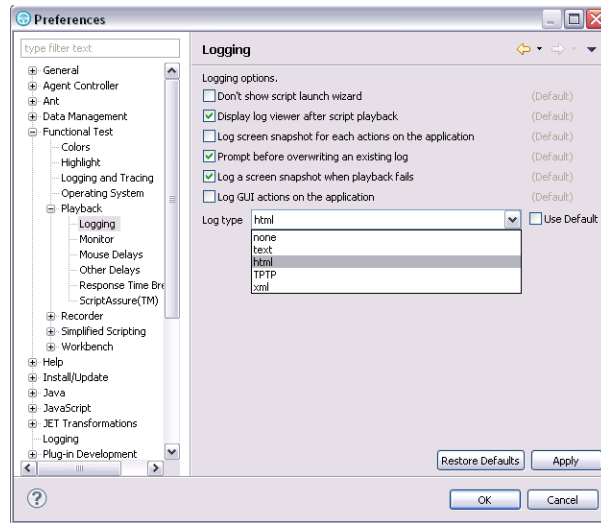 Preferences
type filter text
General
Agent Controller
Ant
Data Management
Functional Test
Colors
Highlight
Logging and Tracing
Operating System
Playback
Logging
Monitor
Mouse Delays
Other Delays
Response Time Bre
ScriptAssure(TM)
Recorder
Simplified Scripting
Workbench
Help
Install/Update
Java
JavaScript
JET Transformations
Logging
Plug-in Development
Logging
Logging options.
Don't show script launch wizard (Default)
Display log viewer after script playback (Default)
Log screen snapshot for each actions on the application (Default)
Prompt before overwriting an existing log (Default)
Log a screen snapshot when playback fails (Default)
Log GUI actions on the application (Default)
Log type html Use Default
none
text
html
TPTP
xml
Restore Defaults Apply
? OK Cancel